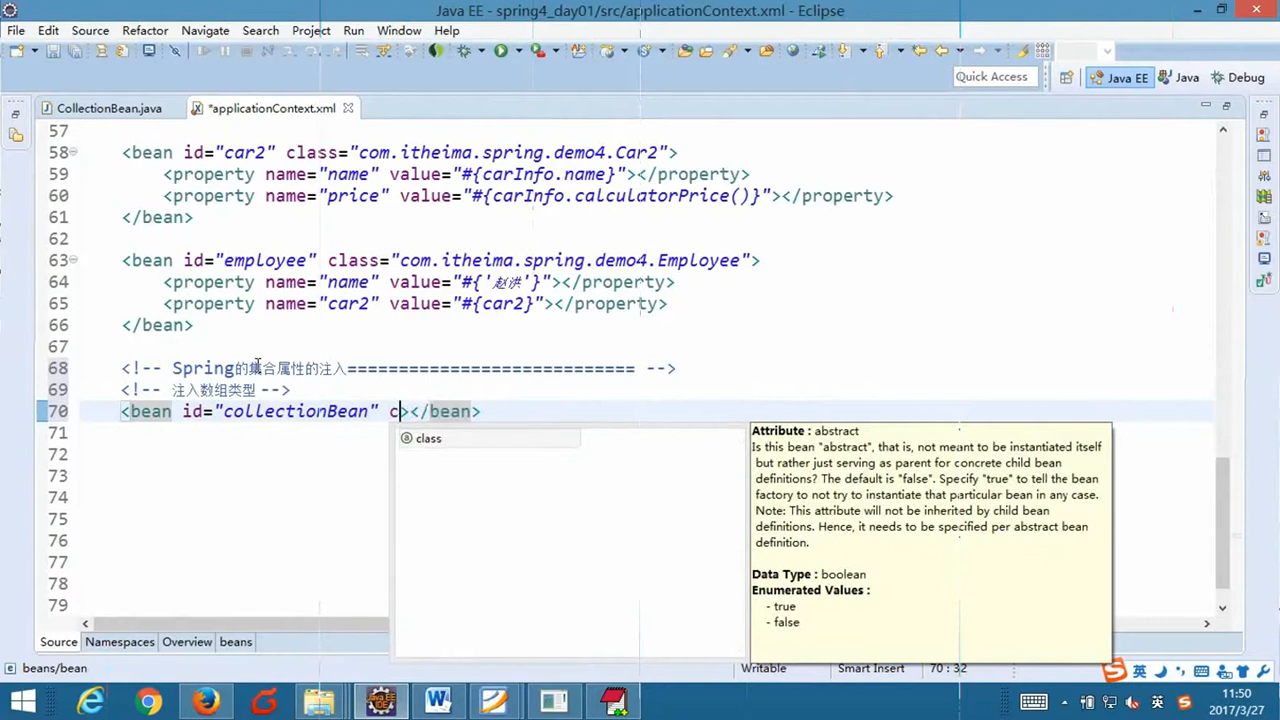 Java EE - spring4_day01/src/applicationContext.xml - Eclipse
File Edit Source Refactor Navigate Search Project Run Window Help
Quick Access Java EE Java Debug
CollectionBean.java *applicationContext.xml
57
58 <bean id="car2" class="com.itheima.spring.demo4.Car2">
59 <property name="name" value="#{carInfo.name}"></property>
60 <property name="price" value="#{carInfo.calculatorPrice()}"></property>
61 </bean>
62
63 <bean id="employee" class="com.itheima.spring.demo4.Employee">
64 <property name="name" value="#{'赵洪'}"></property>
65 <property name="car2" value="#{car2}"></property>
66 </bean>
67
68 <!-- Spring的集合属性的注入============================ -->
69 <!-- 注入数组类型 -->
70 <bean id="collectionBean" c></bean>
71
72
73
74
75
76
77
78
79
class
Attribute : abstract
Is this bean "abstract", that is, not meant to be instantiated itself
but rather just serving as parent for concrete child bean
definitions? The default is "false". Specify "true" to tell the bean
factory to not try to instantiate that particular bean in any case.
Note: This attribute will not be inherited by child bean
definitions. Hence, it needs to be specified per abstract bean
definition.
Data Type : boolean
Enumerated Values :
- true
- false
Source Namespaces Overview beans
beans/bean Writable Smart Insert 70 : 32
英
英
11:50
2017/3/27